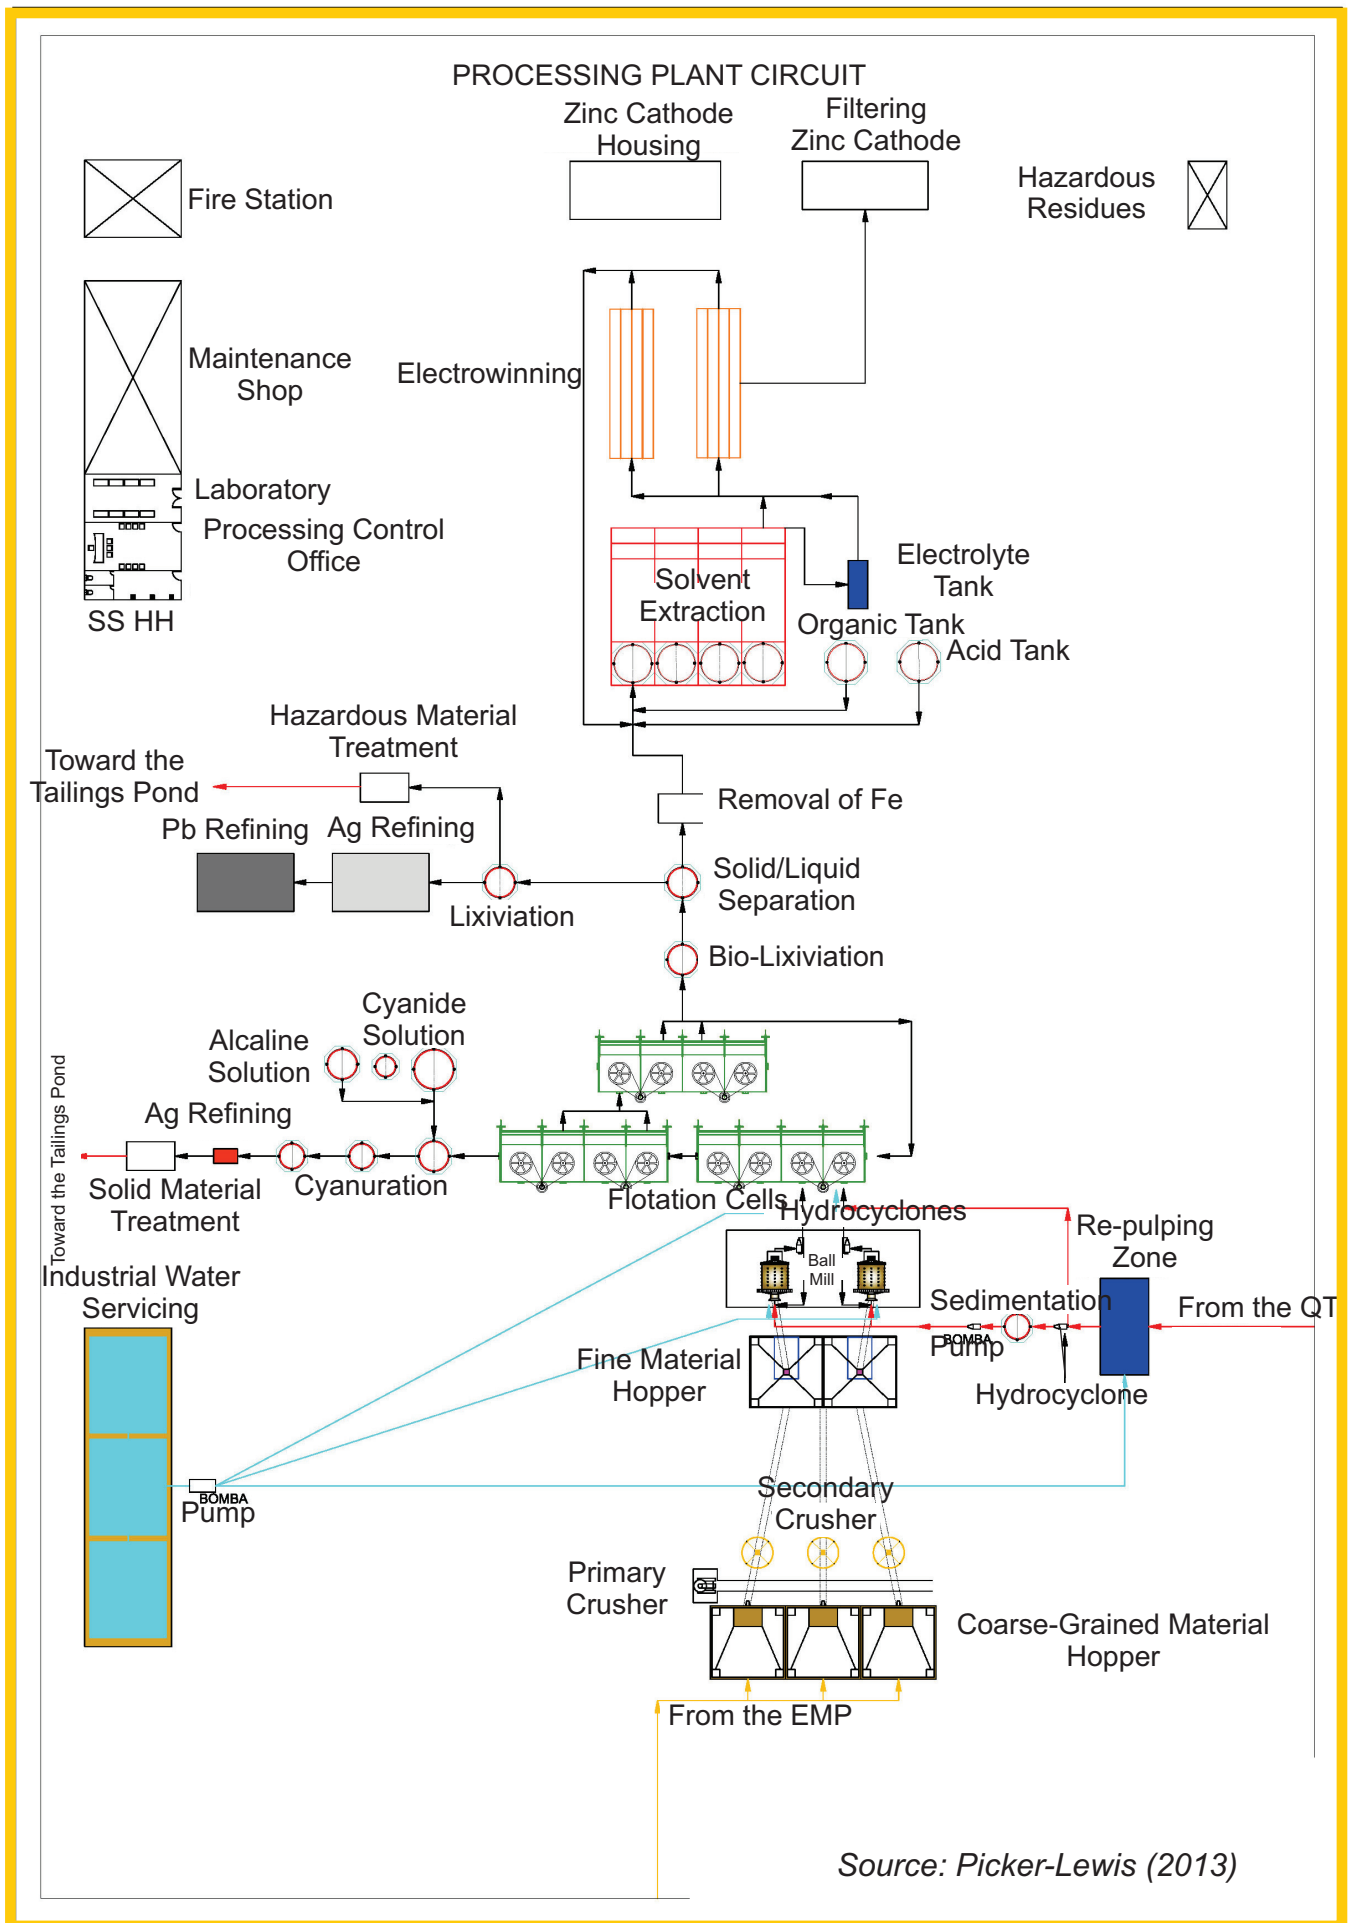 PROCESSING PLANT CIRCUIT
Zinc Cathode
Housing
Filtering
Zinc Cathode
Fire Station
Hazardous
Residues
Maintenance
Shop
Electrowinning
Laboratory
Processing Control
Office
SS HH
Solvent
Extraction
Electrolyte
Tank
Organic Tank
Acid Tank
Hazardous Material
Treatment
Toward the
Tailings Pond
Removal of Fe
Pb Refining
Ag Refining
Solid/Liquid
Separation
Lixiviation
Bio-Lixiviation
Cyanide
Solution
Alcaline
Solution
Ag Refining
Toward the Tailings Pond
Cyanuration
Solid Material
Treatment
Flotation Cells
Hydrocyclones
Re-pulping
Zone
Ball
Mill
Industrial Water
Servicing
Sedimentation
From the QT
BOMBA
Pump
Fine Material
Hopper
Hydrocyclone
BOMBA
Pump
Secondary
Crusher
Primary
Crusher
Coarse-Grained Material
Hopper
From the EMP
Source: Picker-Lewis (2013)